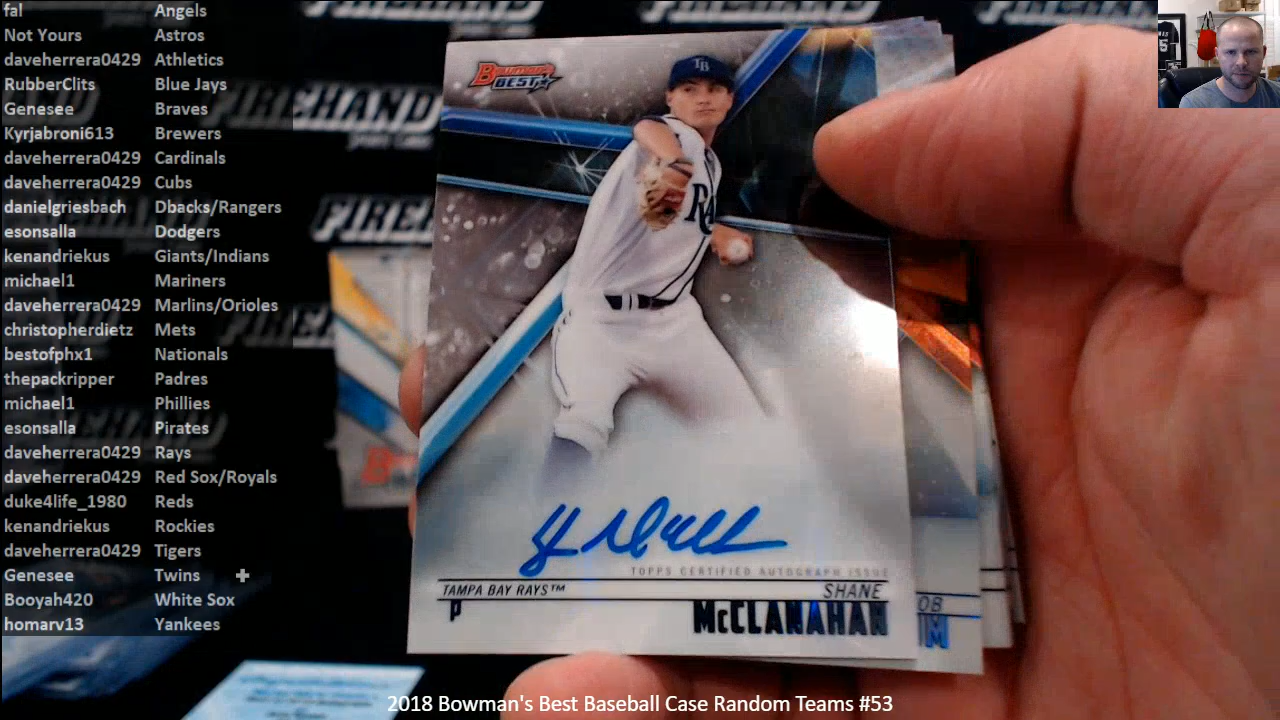 fal Angels
Not Yours Astros
daveherrera0429 Athletics
RubberClits Blue Jays
Genesee Braves
Kyrjabroni613 Brewers
daveherrera0429 Cardinals
daveherrera0429 Cubs
danielgriesbach Dbacks/Rangers
esonsalla Dodgers
kenandriekus Giants/Indians
michael1 Mariners
daveherrera0429 Marlins/Orioles
christopherdietz Mets
bestofphx1 Nationals
thepackripper Padres
michael1 Phillies
esonsalla Pirates
daveherrera0429 Rays
daveherrera0429 Red Sox/Royals
duke4life_1980 Reds
kenandriekus Rockies
daveherrera0429 Tigers
Genesee Twins
Booyah420 White Sox
homarv13 Yankees
FIREHAND
FIREHAND
Bowman's
BEST
TB
TOPPS CERTIFIED AUTOGRAPH ISSUE
TAMPA BAY RAYS™ SHANE
P McCLANAHAN
OB
M
2018 Bowman's Best Baseball Case Random Teams #53